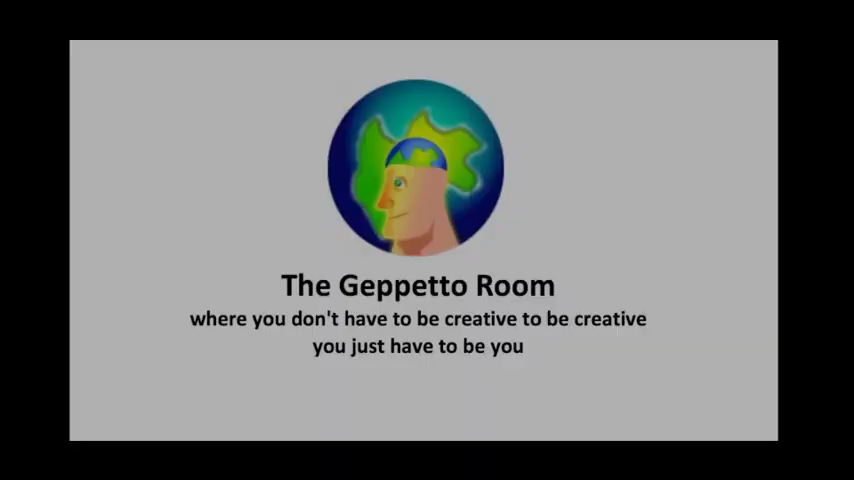 The Geppetto Room
where you don't have to be creative to be creative
you just have to be you